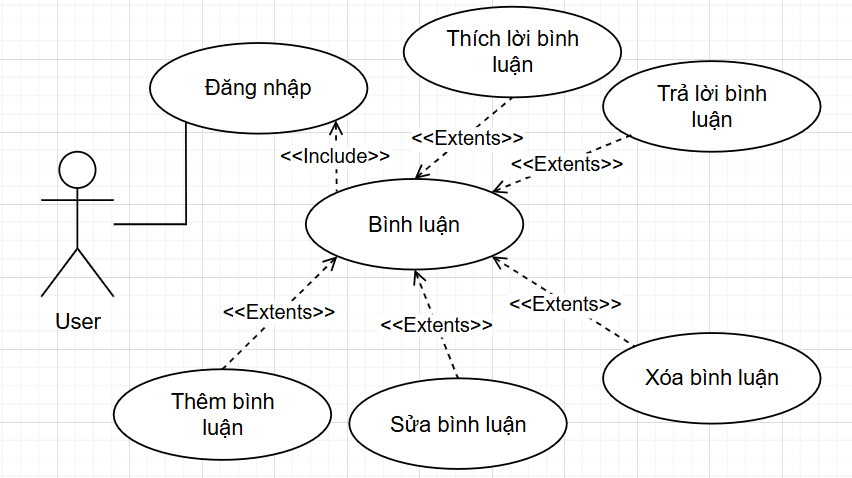 Thích lời bình
luận
Đăng nhập
Trả lời bình
luận
<<Extents>>
<<Include>>
<<Extents>>
Bình luận
<<Extents>>
<<Extents>>
<<Extents>>
User
Xóa bình luận
Thêm bình
luận
Sửa bình luận